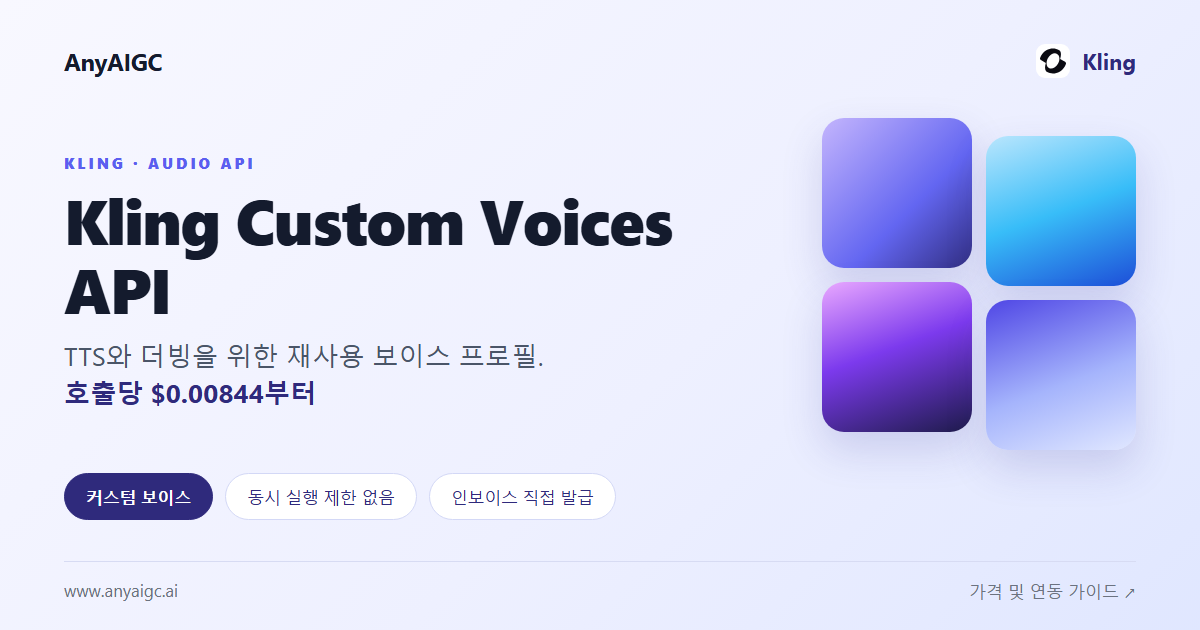 AnyAIGC
Kling
KLING · AUDIO API
Kling Custom Voices
API
TTS와 더빙을 위한 재사용 보이스 프로필.
호출당 $0.00844부터
커스텀 보이스
동시 실행 제한 없음
인보이스 직접 발급
www.anyaigc.ai
가격 및 연동 가이드 ↗